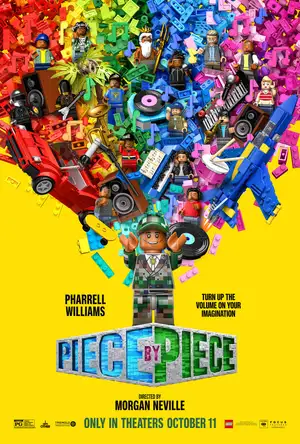 PHARRELL
WILLIAMS
TURN UP THE
VOLUME ON YOUR
IMAGINATION
PIECE BY PIECE
DIRECTED BY
MORGAN NEVILLE
ONLY IN THEATERS OCTOBER 11